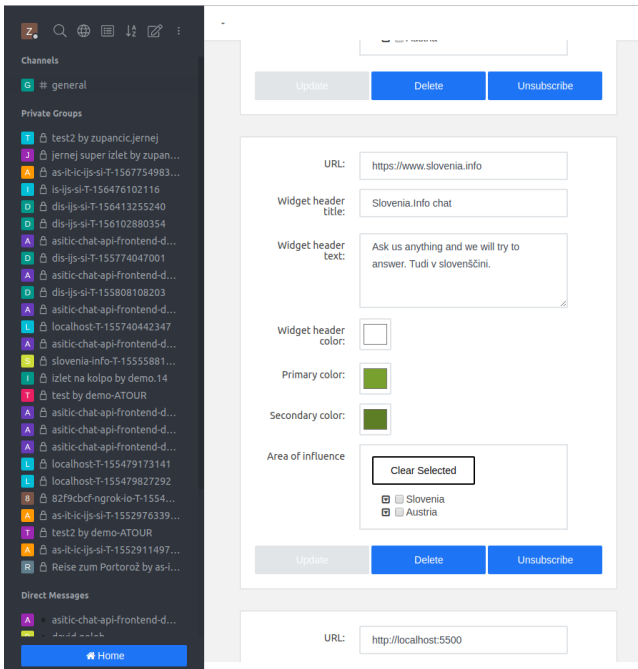 Z
Channels
G # general
Private Groups
T test2 by zupancic.jernej
J jernej super izlet by zupan...
A as-it-ic-ijs-si-T-1567754983...
I is-ijs-si-T-156476102116
D dis-ijs-si-T-156413255240
D dis-ijs-si-T-156102880354
A asitic-chat-api-frontend-d...
D dis-ijs-si-T-155774047001
A asitic-chat-api-frontend-d...
D dis-ijs-si-T-155808108203
A asitic-chat-api-frontend-d...
L localhost-T-155740442347
A asitic-chat-api-frontend-d...
S slovenia-info-T-15555881...
I izlet na kolpo by demo.14
T test by demo-ATOUR
A asitic-chat-api-frontend-d...
A asitic-chat-api-frontend-d...
A asitic-chat-api-frontend-d...
L localhost-T-155479173141
L localhost-T-155479827292
8 82f9cbcf-ngrok-io-T-1554...
A as-it-ic-ijs-si-T-1552976339...
T test2 by demo-ATOUR
A as-it-ic-ijs-si-T-1552911497...
R Reise zum Portorož by as-i...
Direct Messages
A asitic-chat-api-frontend-d...
Home
Update Delete Unsubscribe
URL: https://www.slovenia.info
Widget header title: Slovenia.Info chat
Widget header text: Ask us anything and we will try to
answer. Tudi v slovenščini.
Widget header color:
Primary color:
Secondary color:
Area of influence
Clear Selected
Slovenia
Austria
Update Delete Unsubscribe
URL: http://localhost:5500